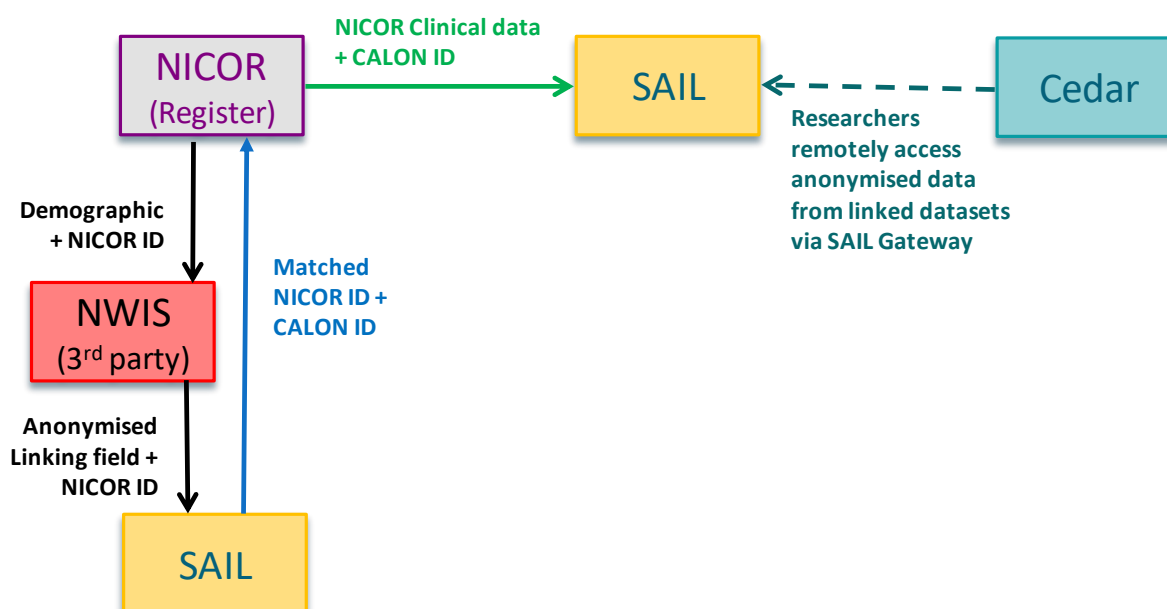 NICOR Clinical data
+ CALON ID
NICOR
(Register)
SAIL
Cedar
Researchers
remotely access
anonymised data
from linked datasets
via SAIL Gateway
Demographic
+ NICOR ID
Matched
NICOR ID +
CALON ID
NWIS
(3rd party)
Anonymised
Linking field +
NICOR ID
SAIL